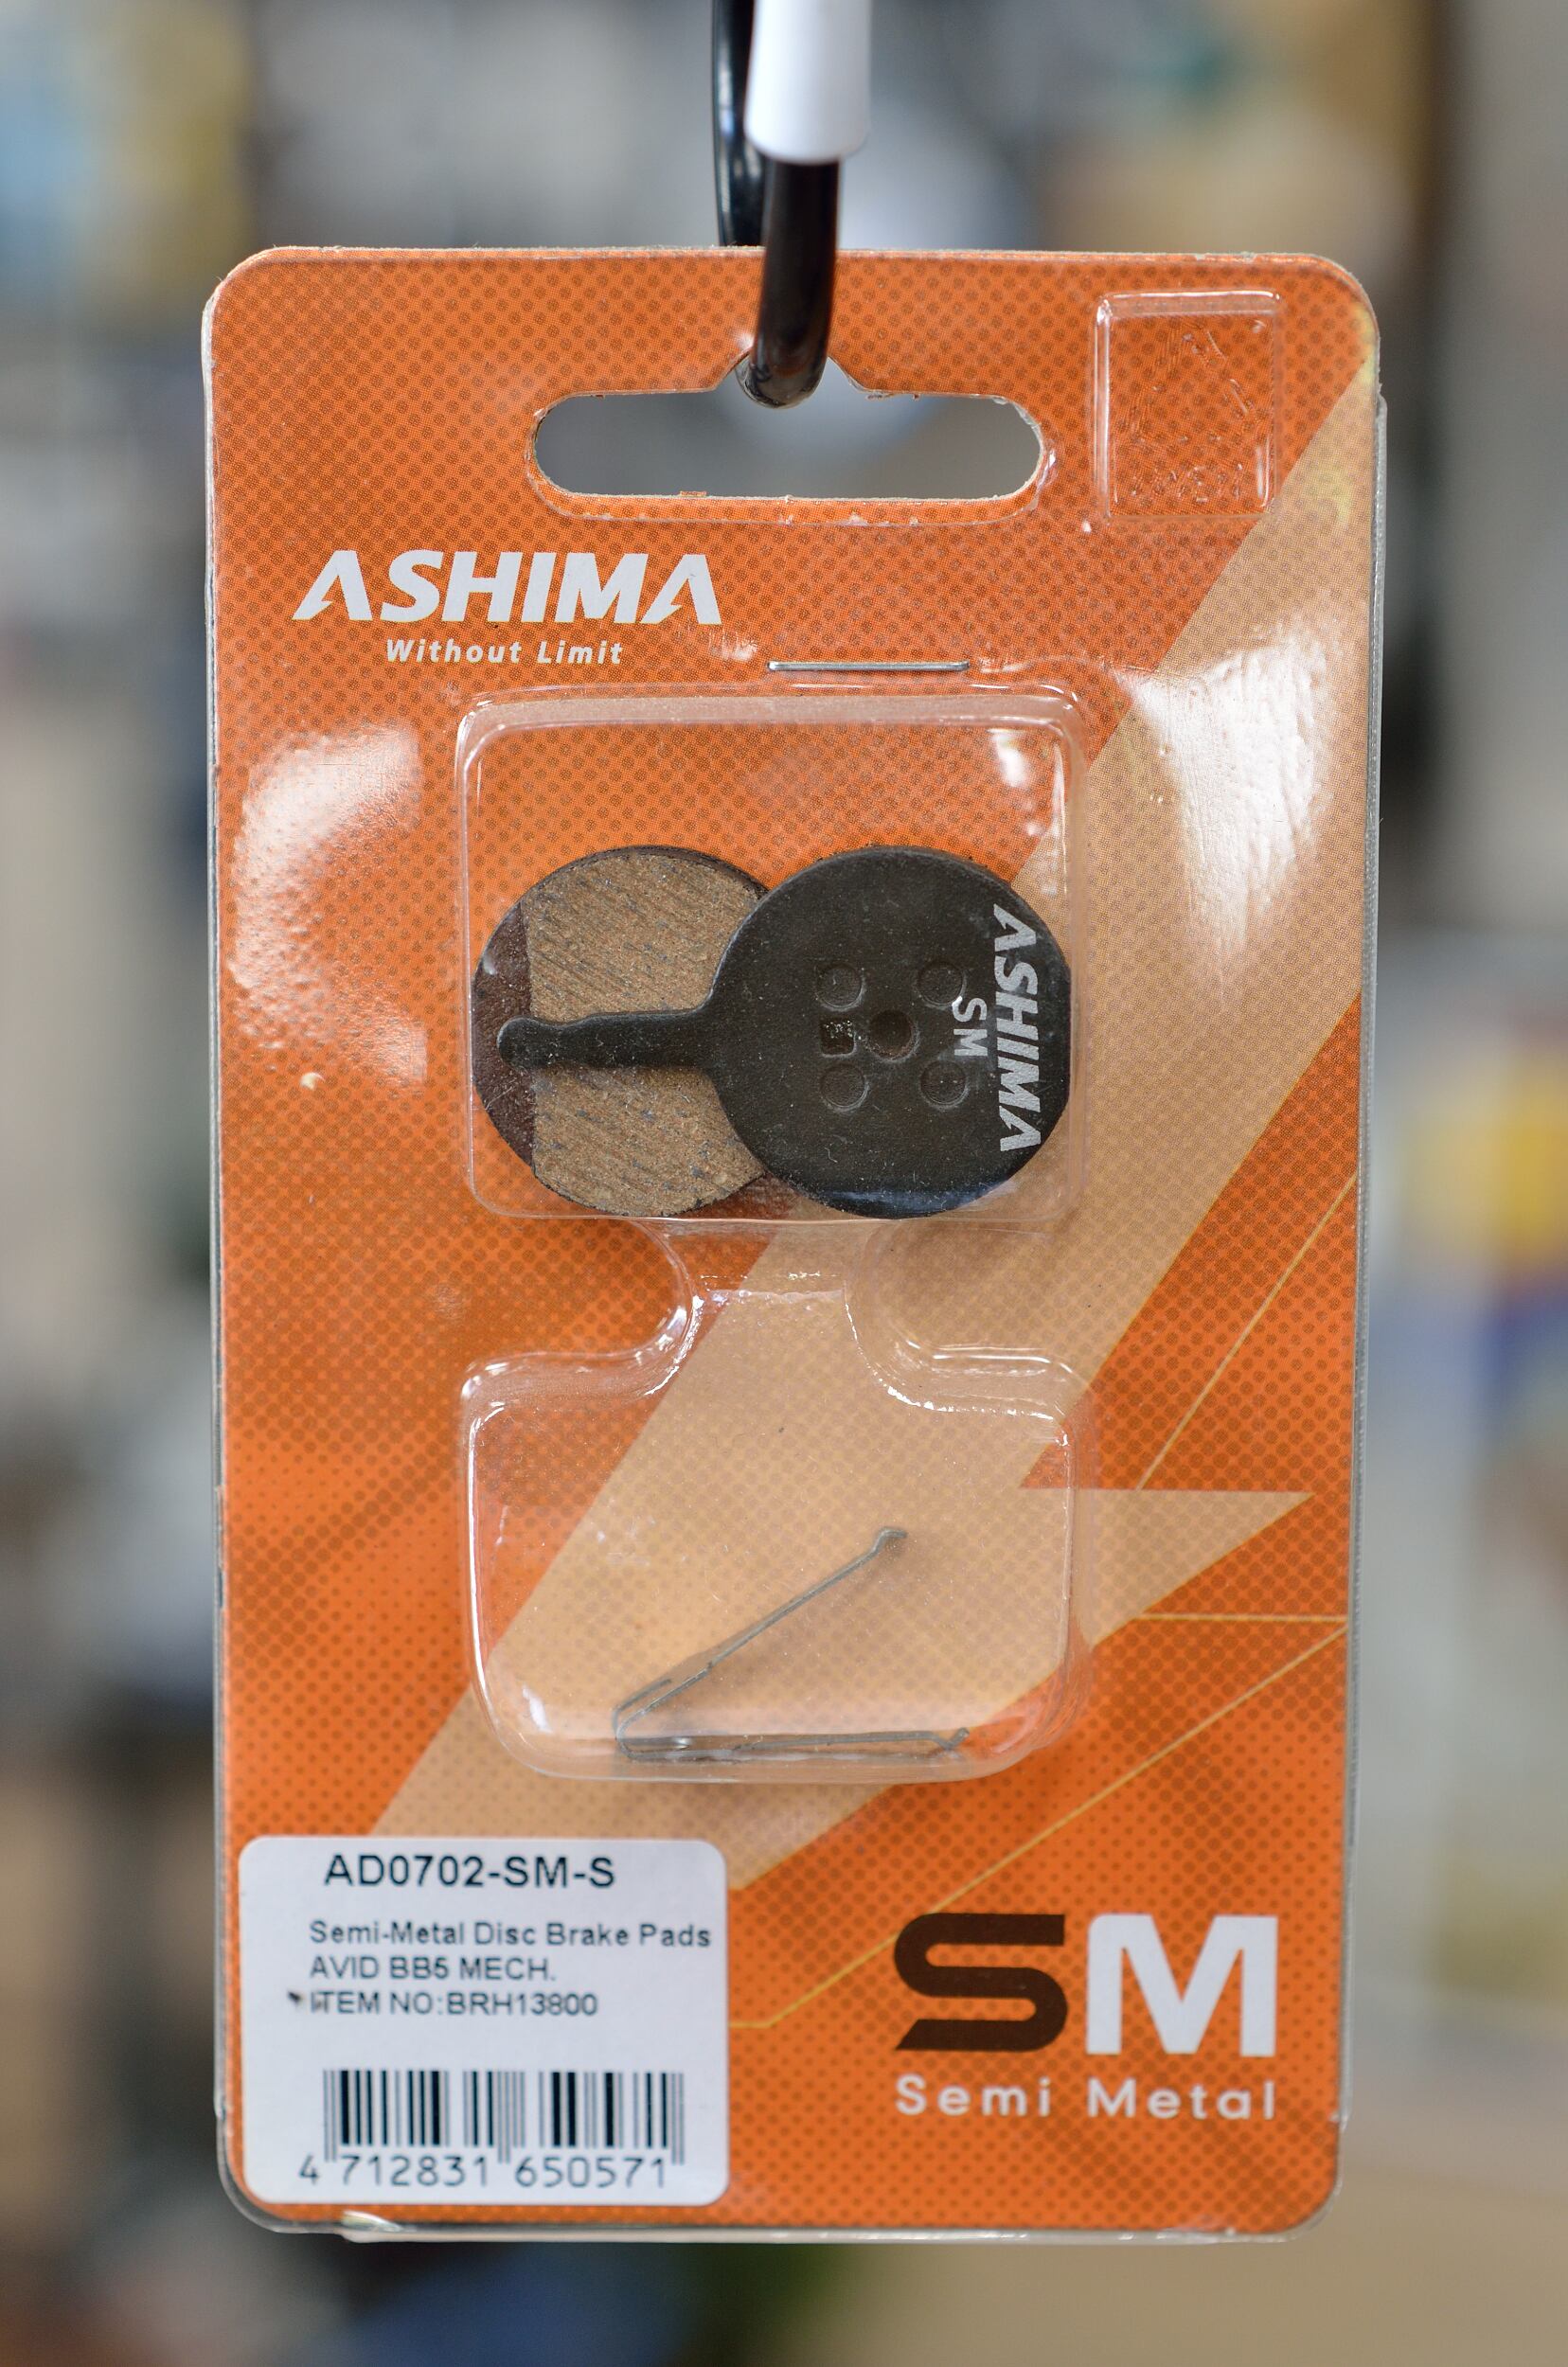 ASHIMA
Without Limit
ASHIMA
SM
AD0702-SM-S
Semi-Metal Disc Brake Pads
AVID BB5 MECH.
ITEM NO:BRH13800
4 712831 650571
SM
Semi Metal